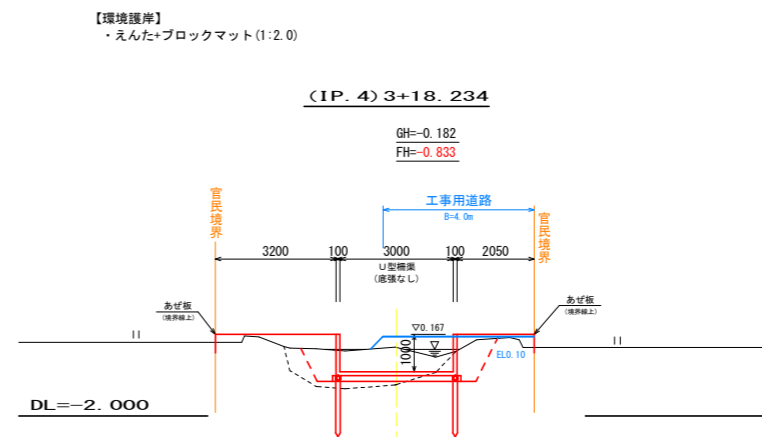 【環境護岸】
・えんた+ブロックマット(1:2.0)
(IP. 4) 3+18. 234
GH=-0. 182
FH=-0. 833
官民境界
工事用道路
B=4.0m
官民境界
3200 100 3000 100 2050
U型柵渠
(底張なし)
あぜ板
(境界線上)
あぜ板
(境界線上)
▽0.167
1000
EL0.10
DL=-2. 000